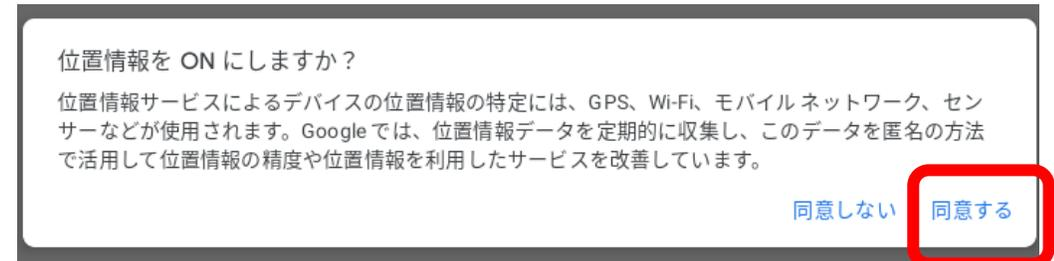 位置情報を ON にしますか？
位置情報サービスによるデバイスの位置情報の特定には、GPS、Wi-Fi、モバイル ネットワーク、セン
サーなどが使用されます。Google では、位置情報データを定期的に収集し、このデータを匿名の方法
で活用して位置情報の精度や位置情報を利用したサービスを改善しています。
同意しない 同意する